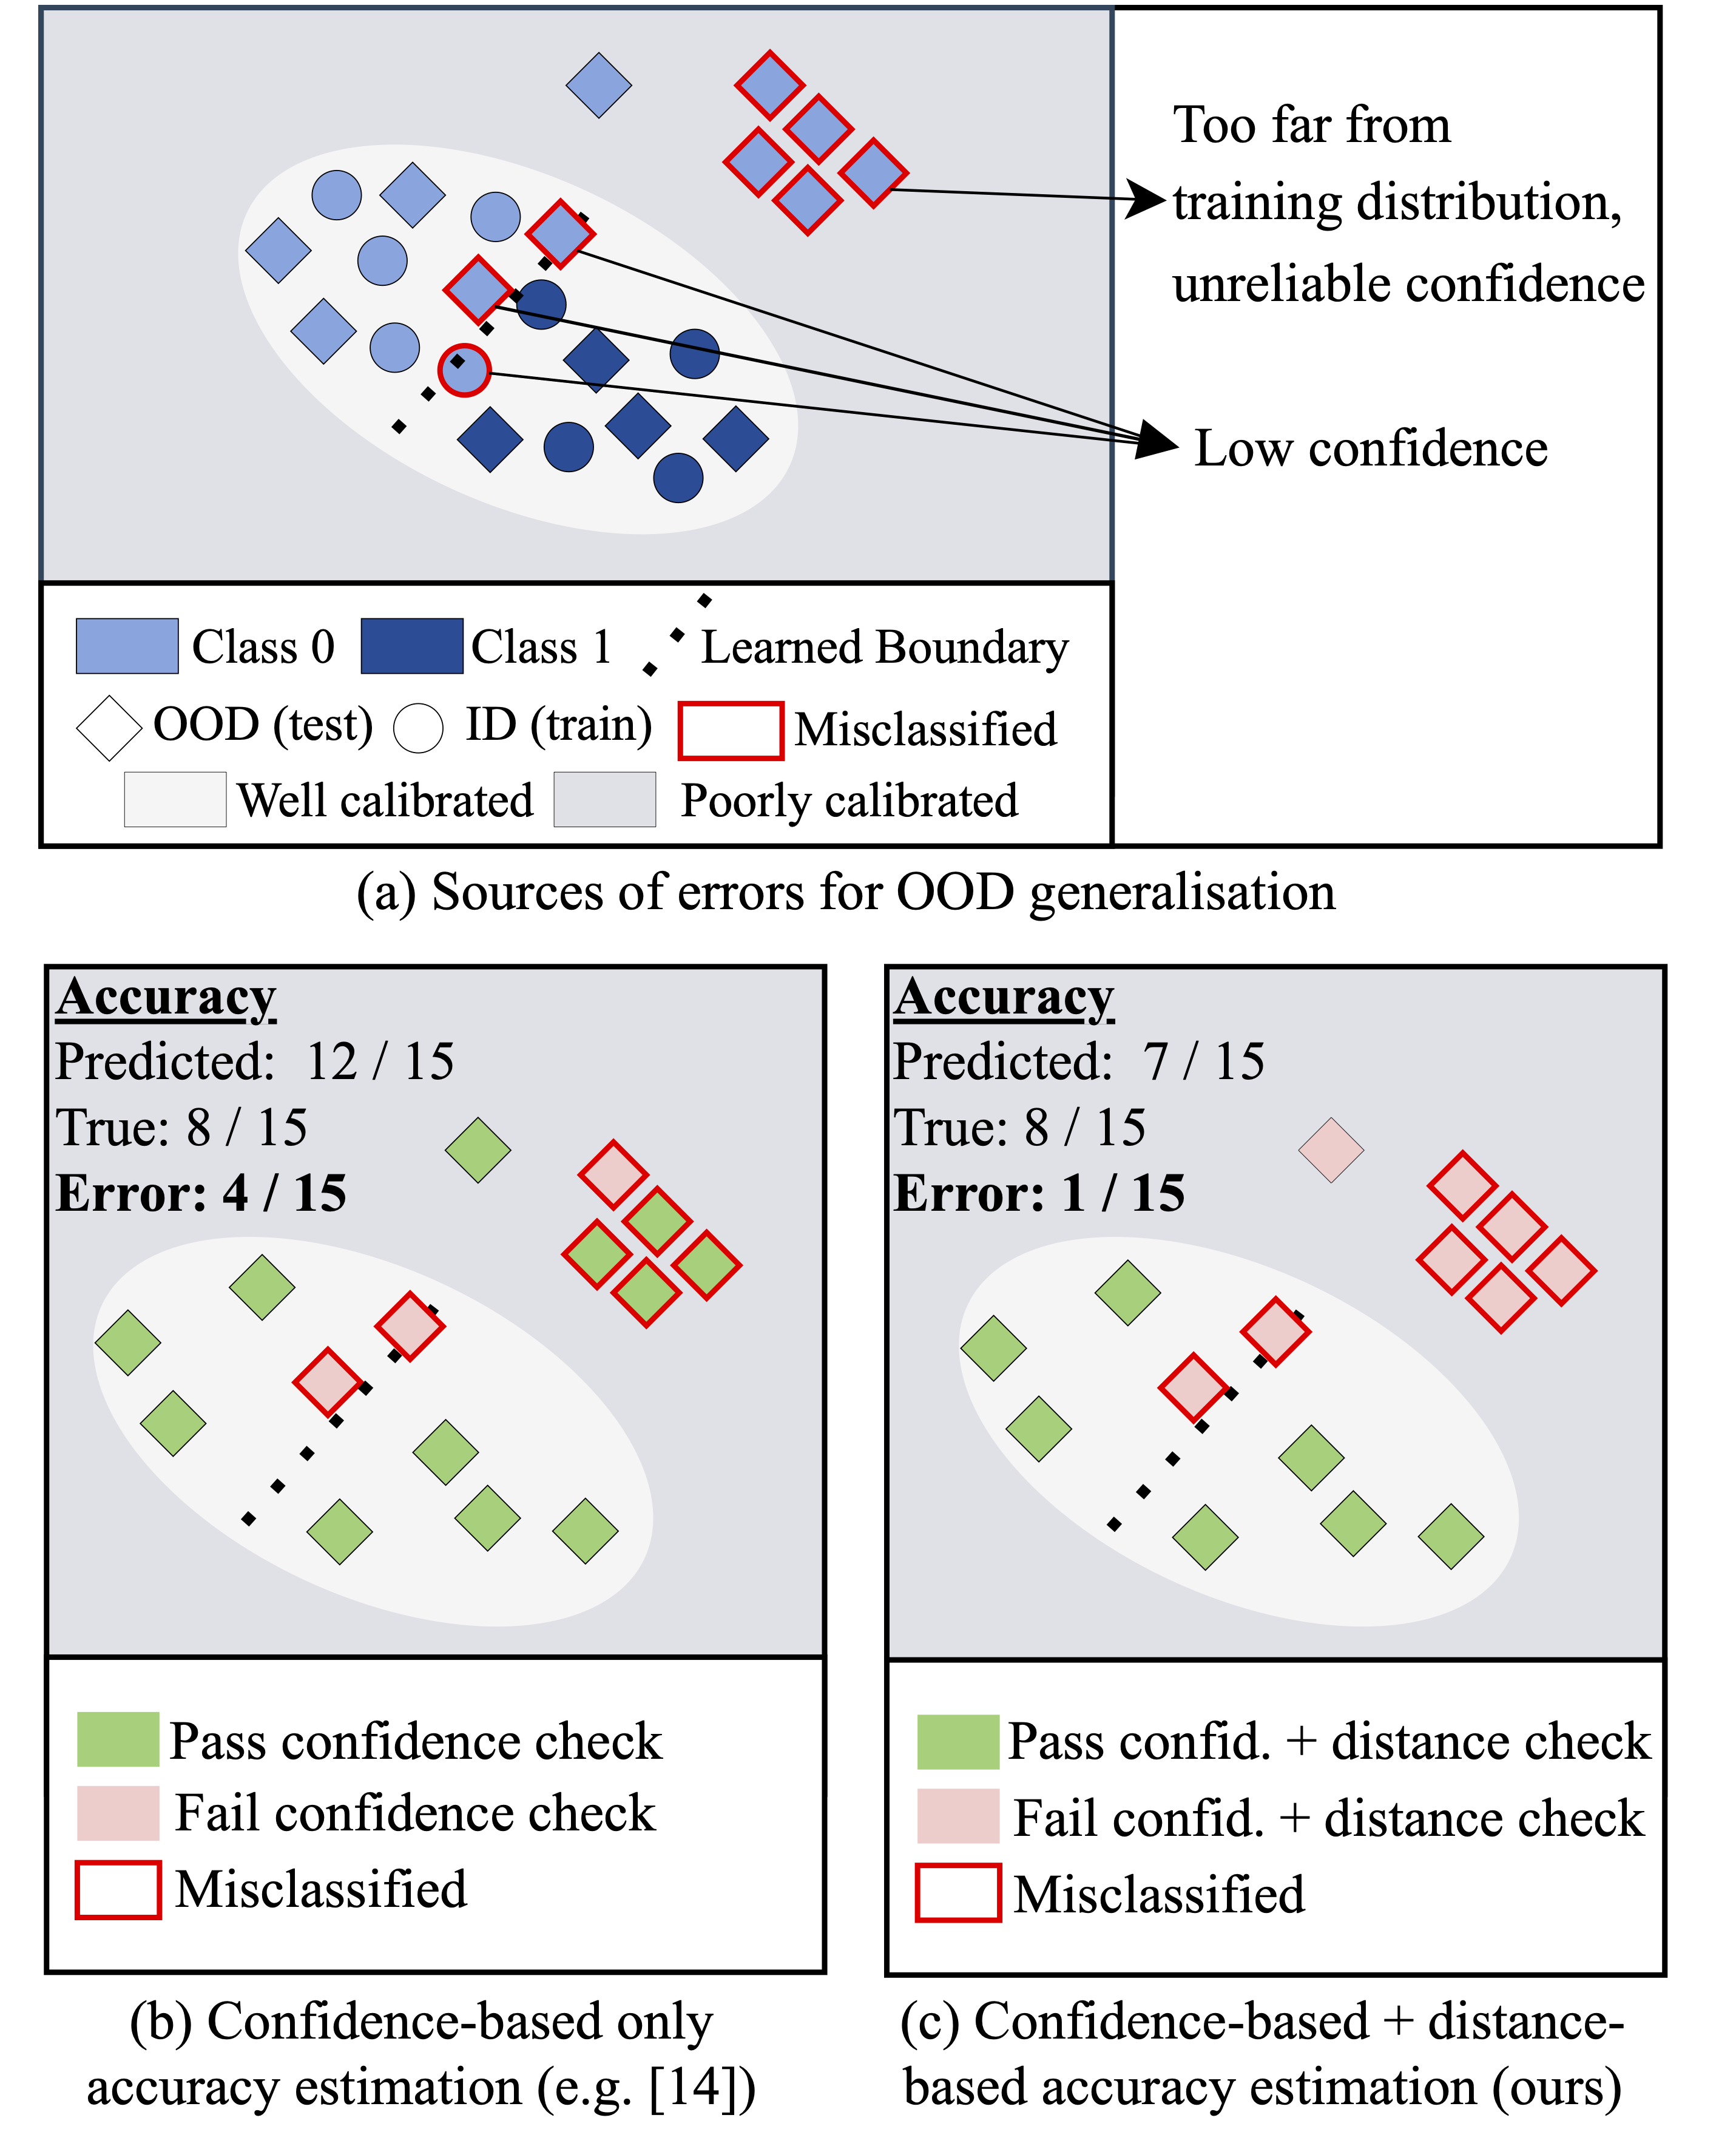 Too far from
training distribution,
unreliable confidence
Low confidence
Class 0
Class 1
Learned Boundary
OOD (test)
ID (train)
Misclassified
Well calibrated
Poorly calibrated
(a) Sources of errors for OOD generalisation
Accuracy
Predicted: 12 / 15
True: 8 / 15
Error: 4 / 15
Pass confidence check
Fail confidence check
Misclassified
(b) Confidence-based only
accuracy estimation (e.g. [14])
Accuracy
Predicted: 7 / 15
True: 8 / 15
Error: 1 / 15
Pass confid. + distance check
Fail confid. + distance check
Misclassified
(c) Confidence-based + distance-
based accuracy estimation (ours)